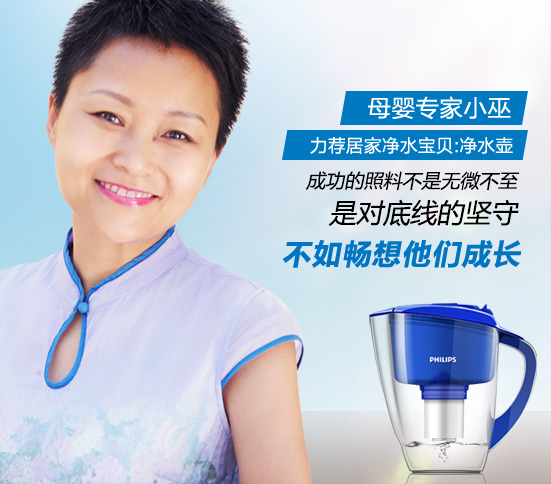 母婴专家小巫
力荐居家净水宝贝:净水壶
成功的照料不是无微不至
是对底线的坚守
不如畅想他们成长
PHILIPS